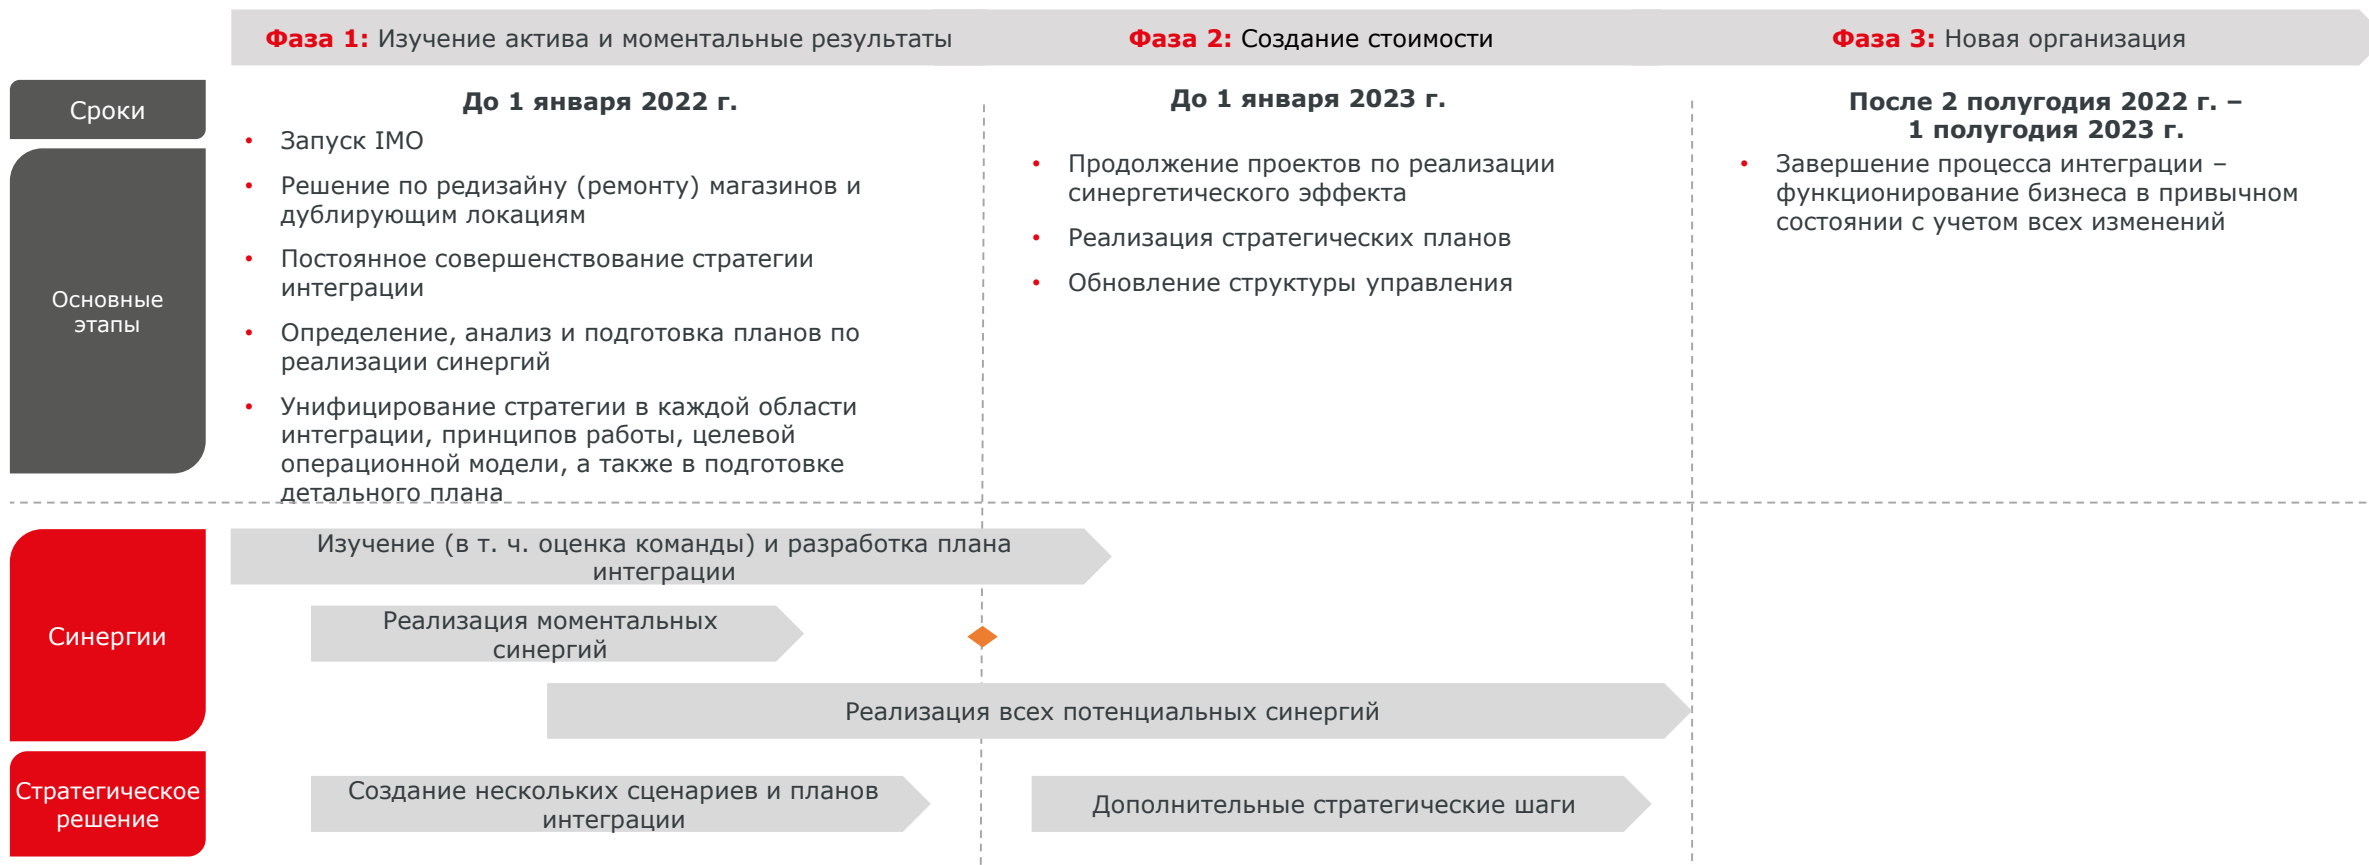 Фаза 1: Изучение актива и моментальные результаты
Фаза 2: Создание стоимости
Фаза 3: Новая организация
Сроки
До 1 января 2022 г.
До 1 января 2023 г.
После 2 полугодия 2022 г. –
1 полугодия 2023 г.
Основные
этапы
• Запуск IMO
• Решение по редизайну (ремонту) магазинов и
дублирующим локациям
• Постоянное совершенствование стратегии
интеграции
• Определение, анализ и подготовка планов по
реализации синергий
• Унифицирование стратегии в каждой области
интеграции, принципов работы, целевой
операционной модели, а также в подготовке
детального плана
• Продолжение проектов по реализации
синергетического эффекта
• Реализация стратегических планов
• Обновление структуры управления
• Завершение процесса интеграции –
функционирование бизнеса в привычном
состоянии с учетом всех изменений
Синергии
Изучение (в т. ч. оценка команды) и разработка плана
интеграции
Реализация моментальных
синергий
Реализация всех потенциальных синергий
Стратегическое
решение
Создание нескольких сценариев и планов
интеграции
Дополнительные стратегические шаги